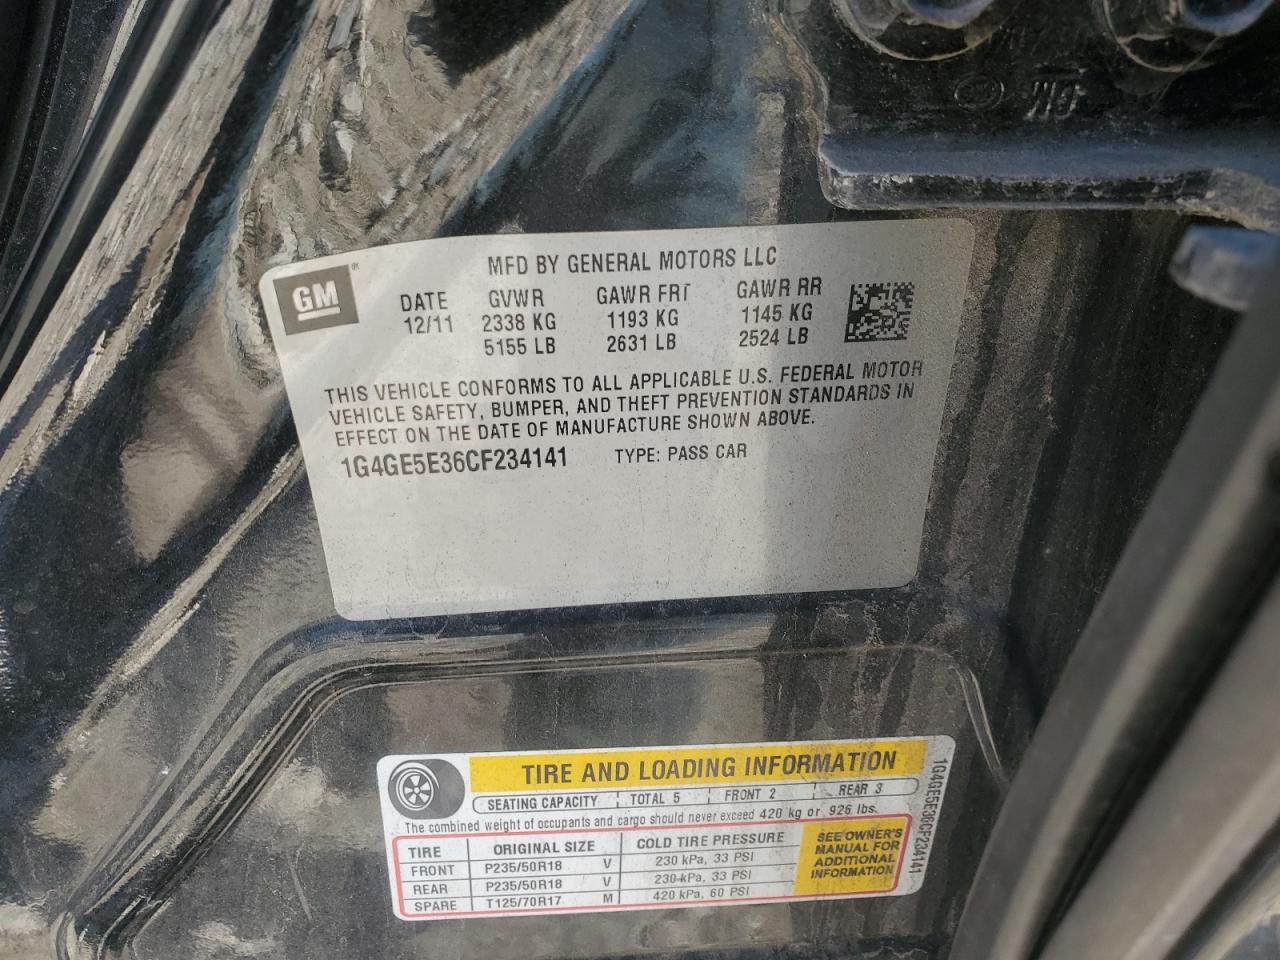 GM ®
MFD BY GENERAL MOTORS LLC
DATE GVWR GAWR FRT GAWR RR
12/11 2338 KG 1193 KG 1145 KG
5155 LB 2631 LB 2524 LB
THIS VEHICLE CONFORMS TO ALL APPLICABLE U.S. FEDERAL MOTOR
VEHICLE SAFETY, BUMPER, AND THEFT PREVENTION STANDARDS IN
EFFECT ON THE DATE OF MANUFACTURE SHOWN ABOVE.
1G4GE5E36CF234141 TYPE: PASS CAR
TIRE AND LOADING INFORMATION
SEATING CAPACITY TOTAL 5 FRONT 2 REAR 3
The combined weight of occupants and cargo should never exceed 420 kg or 926 lbs.
TIRE ORIGINAL SIZE COLD TIRE PRESSURE
FRONT P235/50R18 V 230 kPa, 33 PSI
REAR P235/50R18 V 230 kPa, 33 PSI
SPARE T125/70R17 M 420 kPa, 60 PSI
SEE OWNER'S
MANUAL FOR
ADDITIONAL
INFORMATION
1G4GE5E36CF234141